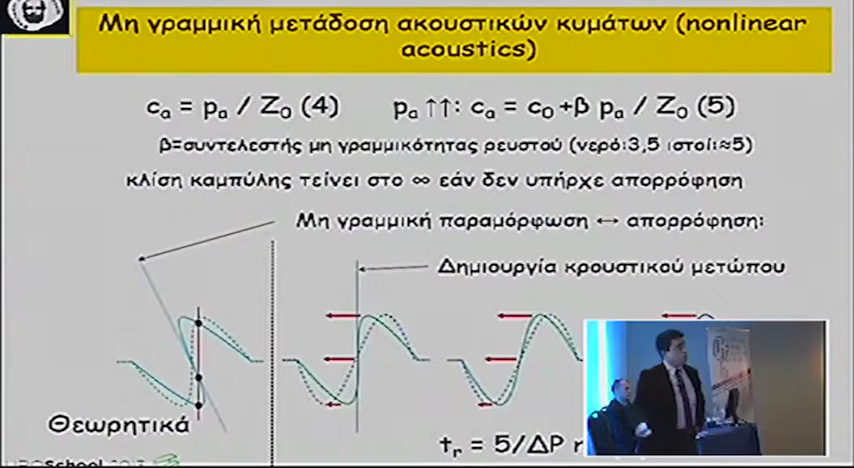 Μη γραμμική μετάδοση ακουστικών κυμάτων (nonlinear
acoustics)
cₐ = pₐ / Z₀ (4) pₐ ↑↑: cₐ = c₀ +β pₐ / Z₀ (5)
β=συντελεστής μη γραμμικότητας ρευστού (νερό:3,5 ιστοί:≈5)
κλίση καμπύλης τείνει στο ∞ εάν δεν υπήρχε απορρόφηση
Μη γραμμική παραμόρφωση ↔ απορρόφηση:
Δημιουργία κρουστικού μετώπου
Θεωρητικά
tᵣ = 5/ΔP
School